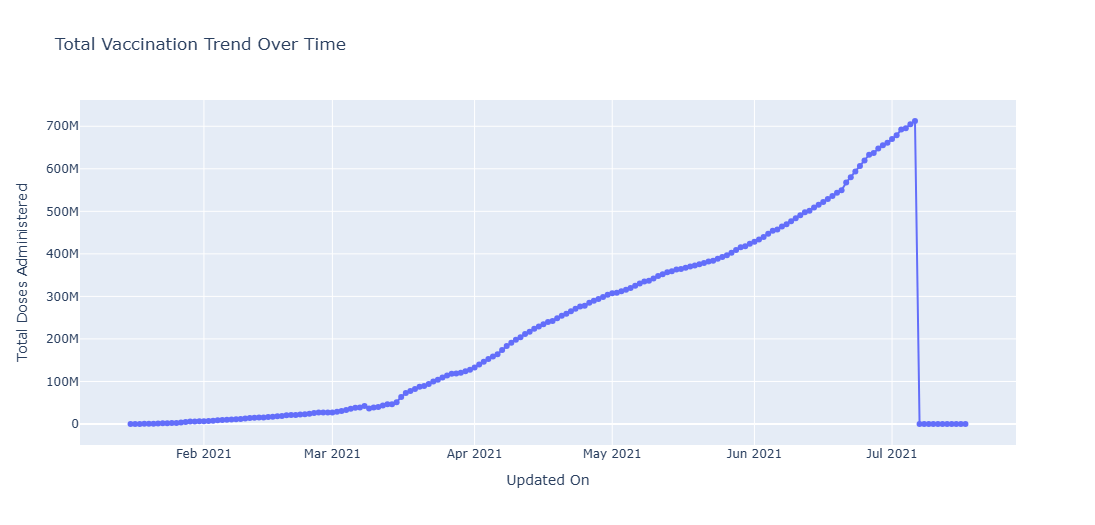 Total Vaccination Trend Over Time
Total Doses Administered
700M
600M
500M
400M
300M
200M
100M
0
Feb 2021
Mar 2021
Apr 2021
May 2021
Jun 2021
Jul 2021
Updated On